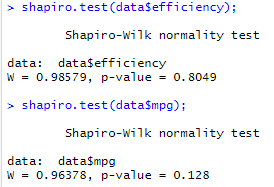 > shapiro.test(data$efficiency);
Shapiro-Wilk normality test
data:  data$efficiency
W = 0.98579, p-value = 0.8049
> shapiro.test(data$mpg);
Shapiro-Wilk normality test
data:  data$mpg
W = 0.96378, p-value = 0.128